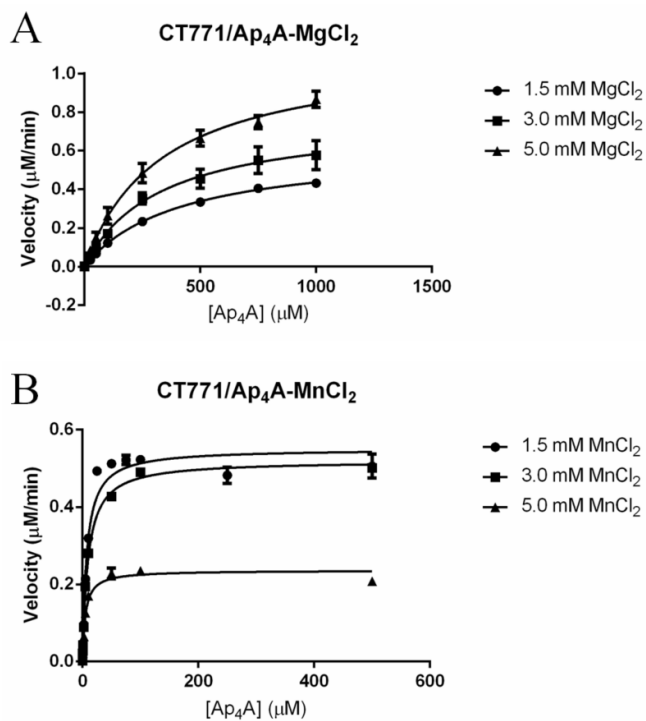 A
CT771/Ap₄A-MgCl₂
1.0
0.8
0.6
0.4
0.2
0.0
-0.2
Velocity (µM/min)
500
1000
1500
[Ap₄A] (µM)
1.5 mM MgCl₂
3.0 mM MgCl₂
5.0 mM MgCl₂
B
CT771/Ap₄A-MnCl₂
0.6
0.4
0.2
0.0
Velocity (µM/min)
0
200
400
600
[Ap₄A] (µM)
1.5 mM MnCl₂
3.0 mM MnCl₂
5.0 mM MnCl₂